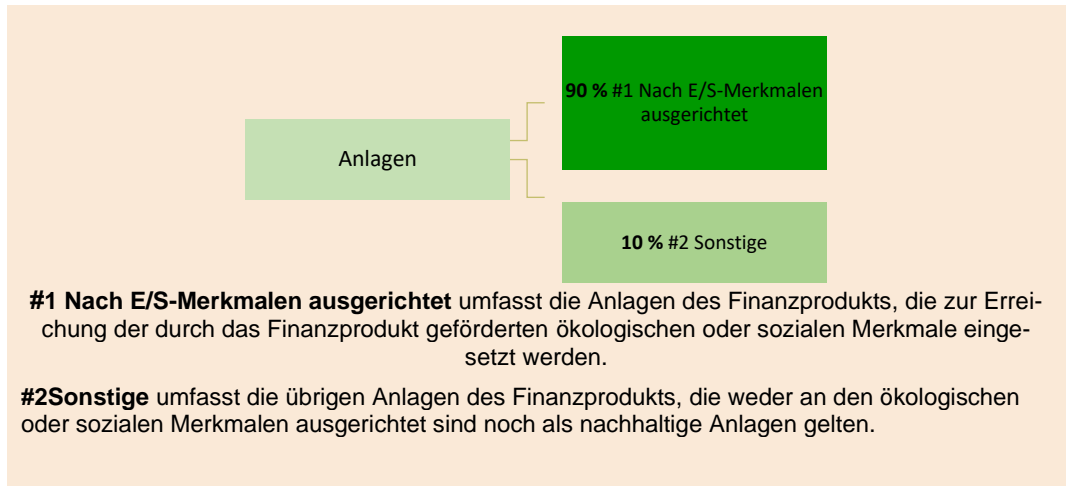 90 % #1 Nach E/S-Merkmalen
ausgerichtet
Anlagen
10 % #2 Sonstige
#1 Nach E/S-Merkmalen ausgerichtet umfasst die Anlagen des Finanzprodukts, die zur Errei-
chung der durch das Finanzprodukt geförderten ökologischen oder sozialen Merkmale einge-
setzt werden.
#2Sonstige umfasst die übrigen Anlagen des Finanzprodukts, die weder an den ökologischen
oder sozialen Merkmalen ausgerichtet sind noch als nachhaltige Anlagen gelten.